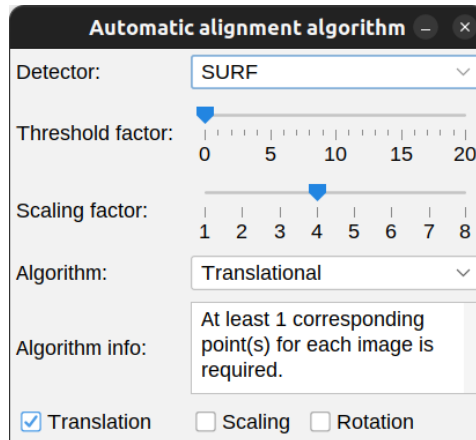 Automatic alignment algorithm
Detector: SURF
Threshold factor:
0 5 10 15 20
Scaling factor:
1 2 3 4 5 6 7 8
Algorithm: Translational
Algorithm info:
At least 1 corresponding
point(s) for each image is
required.
Translation Scaling Rotation